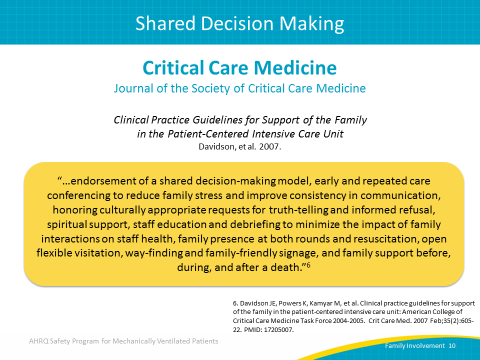 Shared Decision Making
Critical Care Medicine
Journal of the Society of Critical Care Medicine
Clinical Practice Guidelines for Support of the Family
in the Patient-Centered Intensive Care Unit
Davidson, et al. 2007.
“...endorsement of a shared decision-making model, early and repeated care
conferencing to reduce family stress and improve consistency in communication,
honoring culturally appropriate requests for truth-telling and informed refusal,
spiritual support, staff education and debriefing to minimize the impact of family
interactions on staff health, family presence at both rounds and resuscitation, open
flexible visitation, way-finding and family-friendly signage, and family support before,
during, and after a death.”6
6. Davidson JE, Powers K, Kamyar M, et al. Clinical practice guidelines for support
of the family in the patient-centered intensive care unit: American College of
Critical Care Medicine Task Force 2004-2005. Crit Care Med. 2007 Feb;35(2):605-
22. PMID: 17205007.
AHRQ Safety Program for Mechanically Ventilated Patients
Family Involvement 10